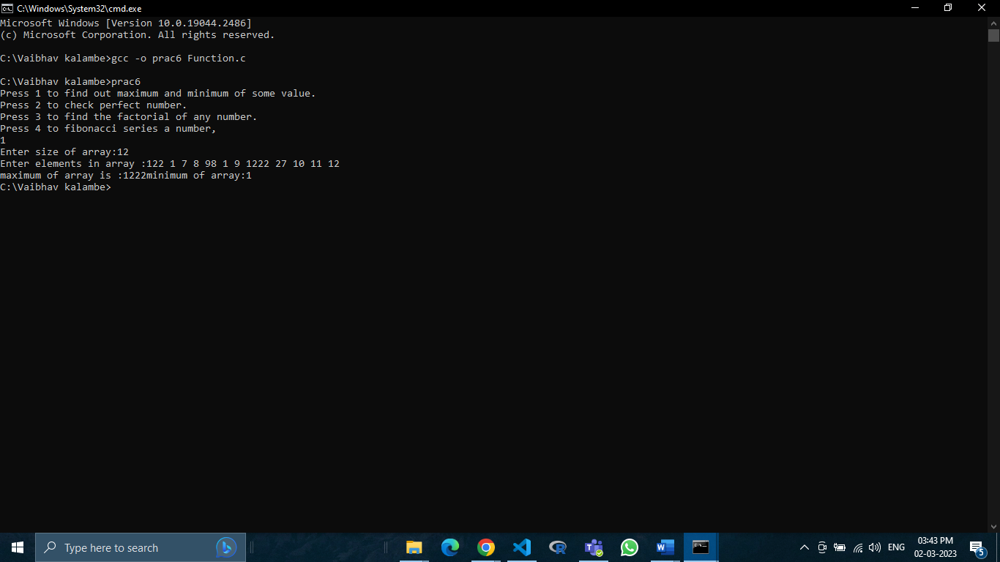 C:\Windows\System32\cmd.exe
Microsoft Windows [Version 10.0.19044.2486]
(c) Microsoft Corporation. All rights reserved.
C:\Vaibhav kalambe>gcc -o prac6 Function.c
C:\Vaibhav kalambe>prac6
Press 1 to find out maximum and minimum of some value.
Press 2 to check perfect number.
Press 3 to find the factorial of any number.
Press 4 to fibonacci series a number,
1
Enter size of array:12
Enter elements in array :122 1 7 8 98 1 9 1222 27 10 11 12
maximum of array is :1222minimum of array:1
C:\Vaibhav kalambe>
Type here to search
ENG
03:43 PM
02-03-2023
5